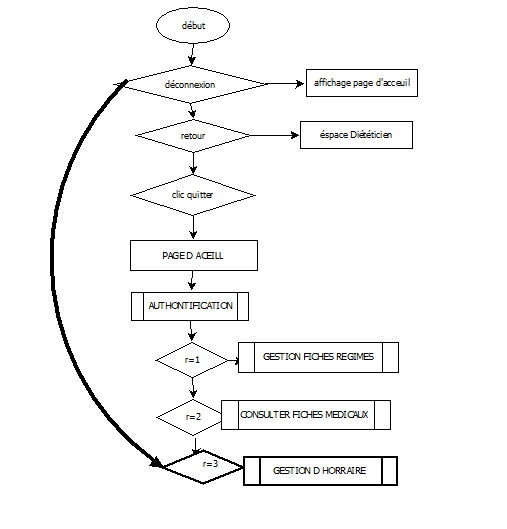 début
déconnexion
affichage page d'acceuil
retour
éspace Diététicien
clic quitter
PAGE D ACEILL
AUTHONTIFICATION
r=1
GESTION FICHES REGIMES
r=2
CONSULTER FICHES MEDICAUX
r=3
GESTION D HORRAIRE